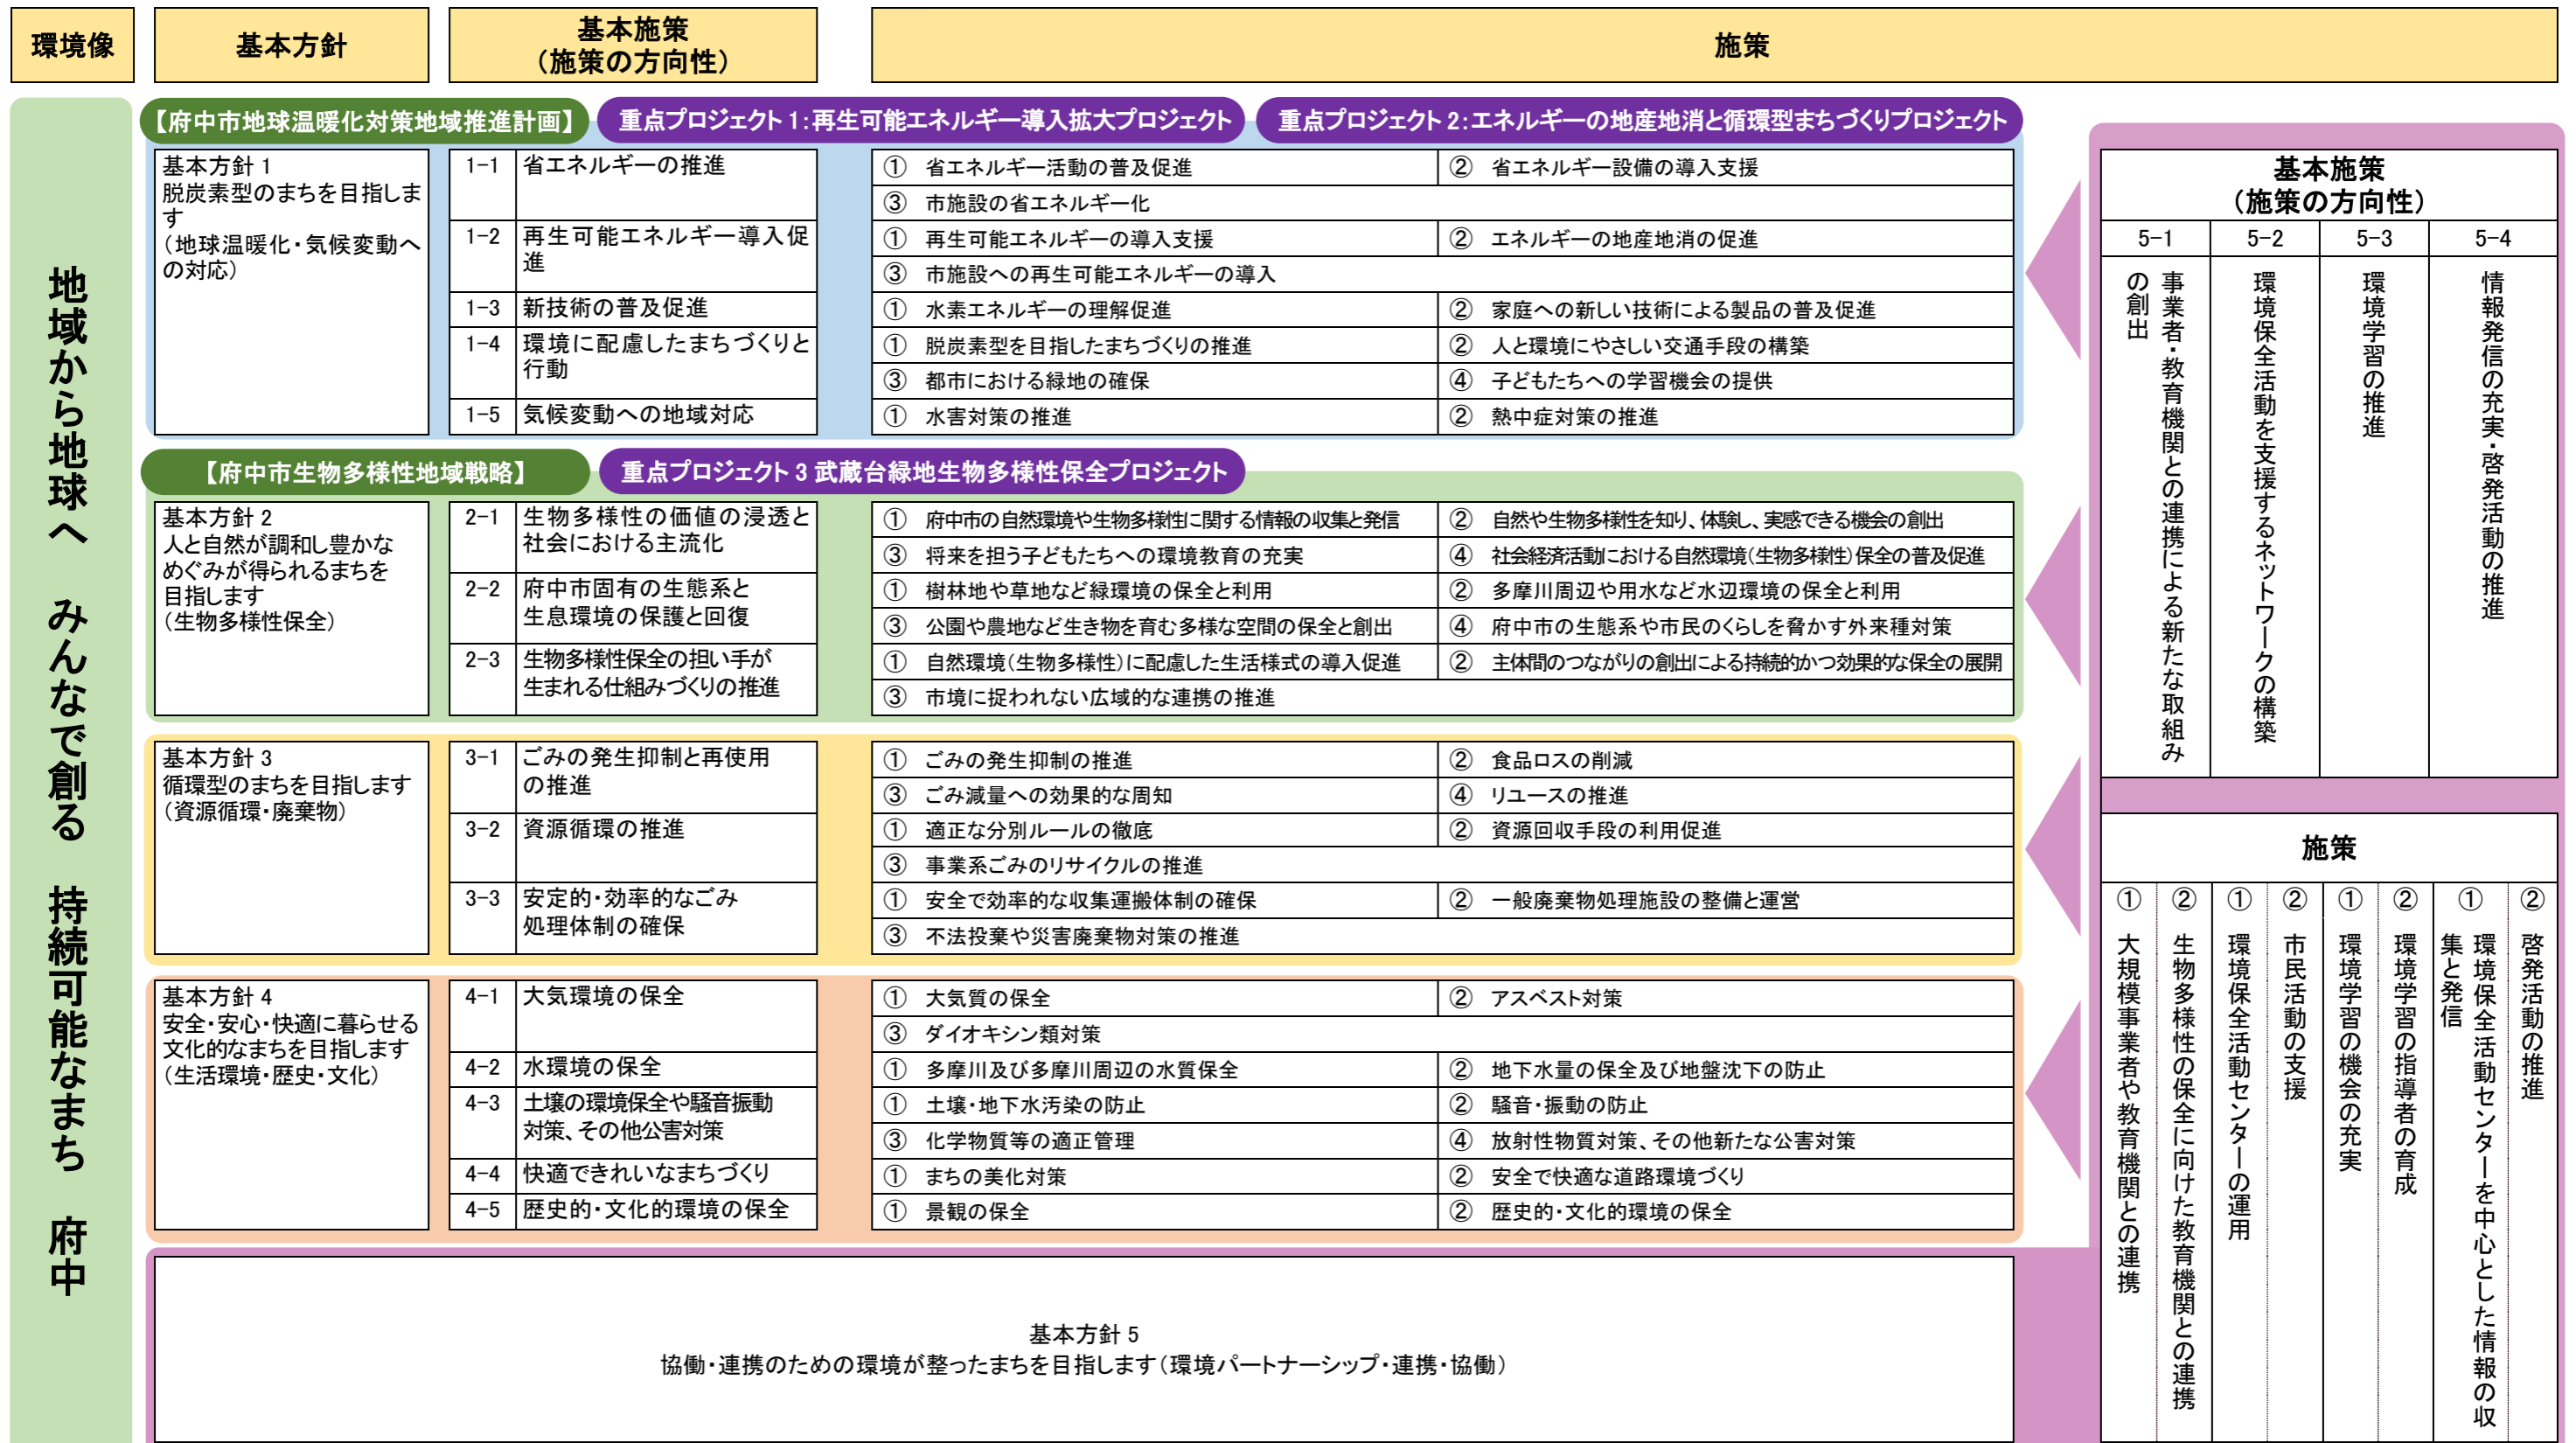 環境像
基本方針
基本施策
（施策の方向性）
施策
地域から地球へ　みんなで創る　持続可能なまち　府中
【府中市地球温暖化対策地域推進計画】
重点プロジェクト 1：再生可能エネルギー導入拡大プロジェクト
重点プロジェクト 2：エネルギーの地産地消と循環型まちづくりプロジェクト
基本方針 1
脱炭素型のまちを目指しま
す
（地球温暖化・気候変動へ
の対応）
1-1 省エネルギーの推進
① 省エネルギー活動の普及促進
② 省エネルギー設備の導入支援
③ 市施設の省エネルギー化
1-2 再生可能エネルギー導入促
進
① 再生可能エネルギーの導入支援
② エネルギーの地産地消の促進
③ 市施設への再生可能エネルギーの導入
1-3 新技術の普及促進
① 水素エネルギーの理解促進
② 家庭への新しい技術による製品の普及促進
1-4 環境に配慮したまちづくりと
行動
① 脱炭素型を目指したまちづくりの推進
② 人と環境にやさしい交通手段の構築
③ 都市における緑地の確保
④ 子どもたちへの学習機会の提供
1-5 気候変動への地域対応
① 水害対策の推進
② 熱中症対策の推進
【府中市生物多様性地域戦略】
重点プロジェクト 3 武蔵台緑地生物多様性保全プロジェクト
基本方針 2
人と自然が調和し豊かな
めぐみが得られるまちを
目指します
（生物多様性保全）
2-1 生物多様性の価値の浸透と
社会における主流化
① 府中市の自然環境や生物多様性に関する情報の収集と発信
② 自然や生物多様性を知り、体験し、実感できる機会の創出
③ 将来を担う子どもたちへの環境教育の充実
④ 社会経済活動における自然環境（生物多様性）保全の普及促進
2-2 府中市固有の生態系と
生息環境の保護と回復
① 樹林地や草地など緑環境の保全と利用
② 多摩川周辺や用水など水辺環境の保全と利用
③ 公園や農地など生き物を育む多様な空間の保全と創出
④ 府中市の生態系や市民のくらしを脅かす外来種対策
2-3 生物多様性保全の担い手が
生まれる仕組みづくりの推進
① 自然環境（生物多様性）に配慮した生活様式の導入促進
② 主体間のつながりの創出による持続的かつ効果的な保全の展開
③ 市境に捉われない広域的な連携の推進
基本方針 3
循環型のまちを目指します
（資源循環・廃棄物）
3-1 ごみの発生抑制と再使用
の推進
① ごみの発生抑制の推進
② 食品ロスの削減
③ ごみ減量への効果的な周知
④ リユースの推進
3-2 資源循環の推進
① 適正な分別ルールの徹底
② 資源回収手段の利用促進
③ 事業系ごみのリサイクルの推進
3-3 安定的・効率的なごみ
処理体制の確保
① 安全で効率的な収集運搬体制の確保
② 一般廃棄物処理施設の整備と運営
③ 不法投棄や災害廃棄物対策の推進
基本方針 4
安全・安心・快適に暮らせる
文化的なまちを目指します
（生活環境・歴史・文化）
4-1 大気環境の保全
① 大気質の保全
② アスベスト対策
③ ダイオキシン類対策
4-2 水環境の保全
① 多摩川及び多摩川周辺の水質保全
② 地下水量の保全及び地盤沈下の防止
4-3 土壌の環境保全や騒音振動
対策、その他公害対策
① 土壌・地下水汚染の防止
② 騒音・振動の防止
③ 化学物質等の適正管理
④ 放射性物質対策、その他新たな公害対策
4-4 快適できれいなまちづくり
① まちの美化対策
② 安全で快適な道路環境づくり
4-5 歴史的・文化的環境の保全
① 景観の保全
② 歴史的・文化的環境の保全
基本方針 5
協働・連携のための環境が整ったまちを目指します（環境パートナーシップ・連携・協働）
基本施策
（施策の方向性）
5-1
事業者・教育機関との連携による新たな取組み
の創出
5-2
環境保全活動を支援するネットワークの構築
5-3
環境学習の推進
5-4
情報発信の充実・啓発活動の推進
施策
① 大規模事業者や教育機関との連携
② 生物多様性の保全に向けた教育機関との連携
① 環境保全活動センターの運用
② 市民活動の支援
① 環境学習の機会の充実
② 環境学習の指導者の育成
① 環境保全活動センターを中心とした情報の収
集と発信
② 啓発活動の推進